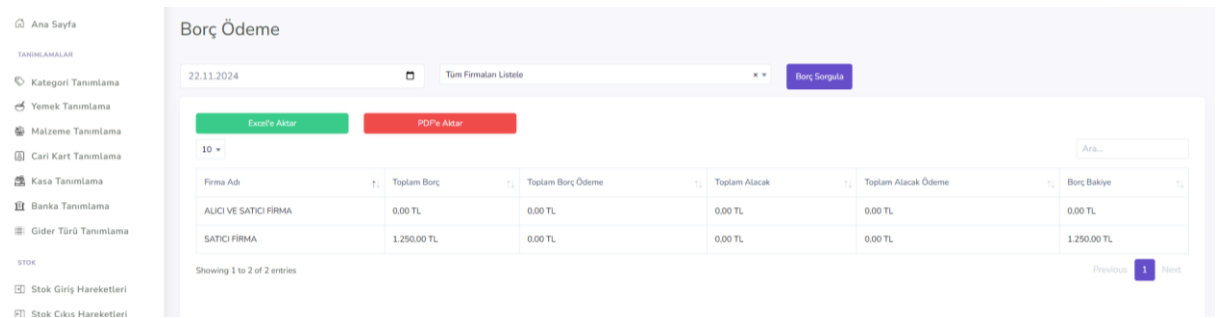 Ana Sayfa
TANIMLAMALAR
Kategori Tanımlama
Yemek Tanımlama
Malzeme Tanımlama
Cari Kart Tanımlama
Kasa Tanımlama
Banka Tanımlama
Gider Türü Tanımlama
STOK
Stok Giriş Hareketleri
Stok Çıkış Hareketleri
Borç Ödeme
22.11.2024 Tüm Firmaları Listele Borç Sorgula
Excel'e Aktar PDF'e Aktar
10 Ara...
Firma Adı Toplam Borç Toplam Borç Ödeme Toplam Alacak Toplam Alacak Ödeme Borç Bakiye
ALICI VE SATICI FİRMA 0,00 TL 0,00 TL 0,00 TL 0,00 TL 0,00 TL
SATICI FİRMA 1.250,00 TL 0,00 TL 0,00 TL 0,00 TL 1.250,00 TL
Showing 1 to 2 of 2 entries Previous 1 Next